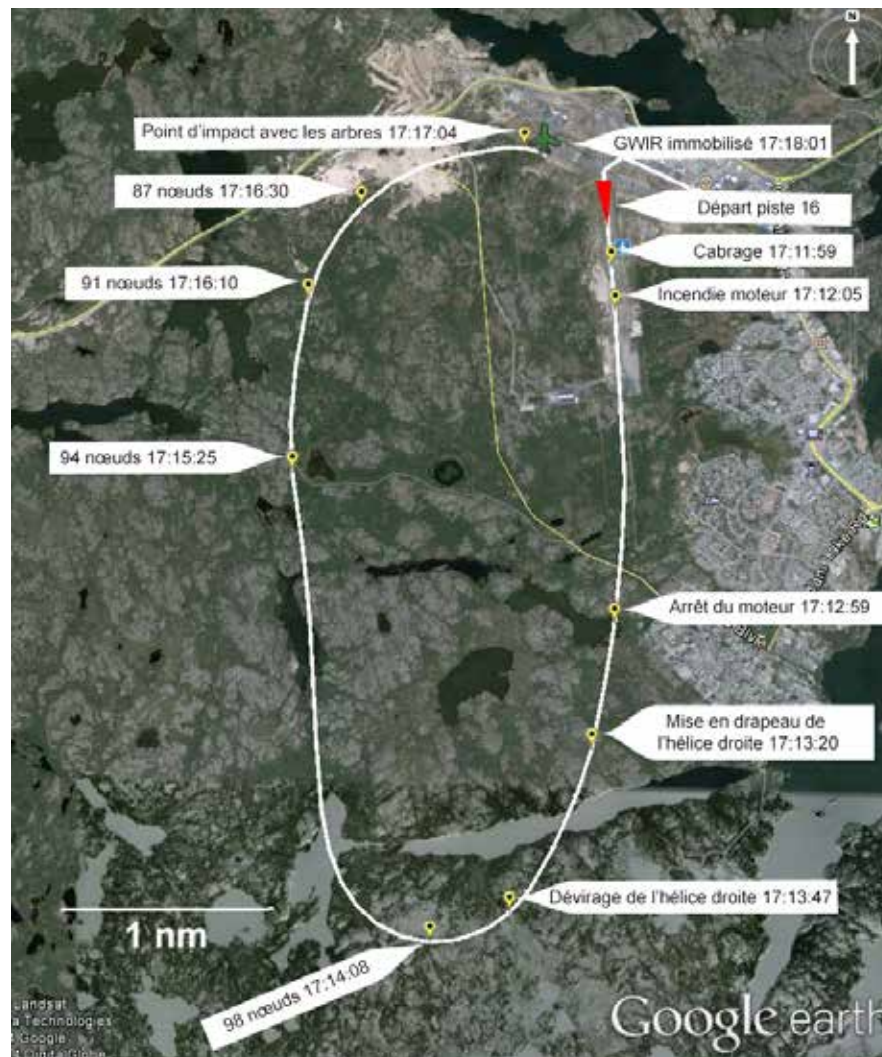 N
Point d'impact avec les arbres 17:17:04
GWIR immobilisé 17:18:01
87 nœuds 17:16:30
Départ piste 16
Cabrage 17:11:59
91 nœuds 17:16:10
Incendie moteur 17:12:05
94 nœuds 17:15:25
Arrêt du moteur 17:12:59
Mise en drapeau de
l'hélice droite 17:13:20
Dévirage de l'hélice droite 17:13:47
1 nm
98 nœuds 17:14:08
Landsat
Technologies
Google
Google earth